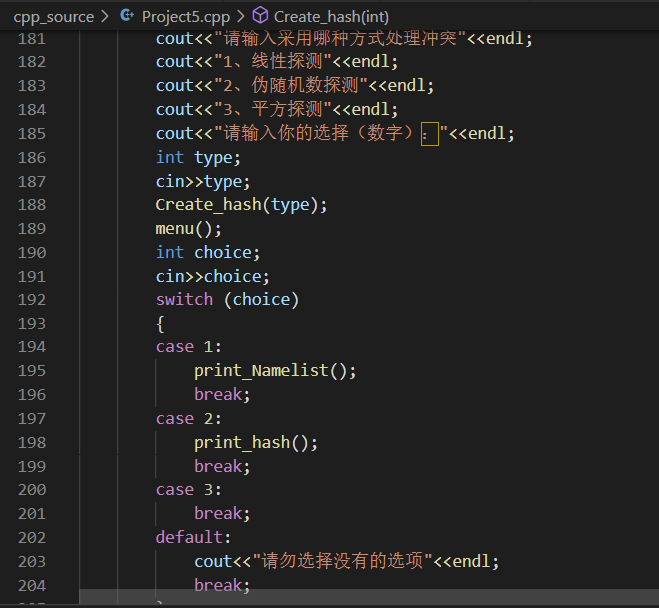 cpp_source > Project5.cpp > Create_hash(int)
181 cout<<"请输入采用哪种方式处理冲突"<<endl;
182 cout<<"1、线性探测"<<endl;
183 cout<<"2、伪随机数探测"<<endl;
184 cout<<"3、平方探测"<<endl;
185 cout<<"请输入你的选择（数字）："<<endl;
186 int type;
187 cin>>type;
188 Create_hash(type);
189 menu();
190 int choice;
191 cin>>choice;
192 switch (choice)
193 {
194 case 1:
195 print_Namelist();
196 break;
197 case 2:
198 print_hash();
199 break;
200 case 3:
201 break;
202 default:
203 cout<<"请勿选择没有的选项"<<endl;
204 break;